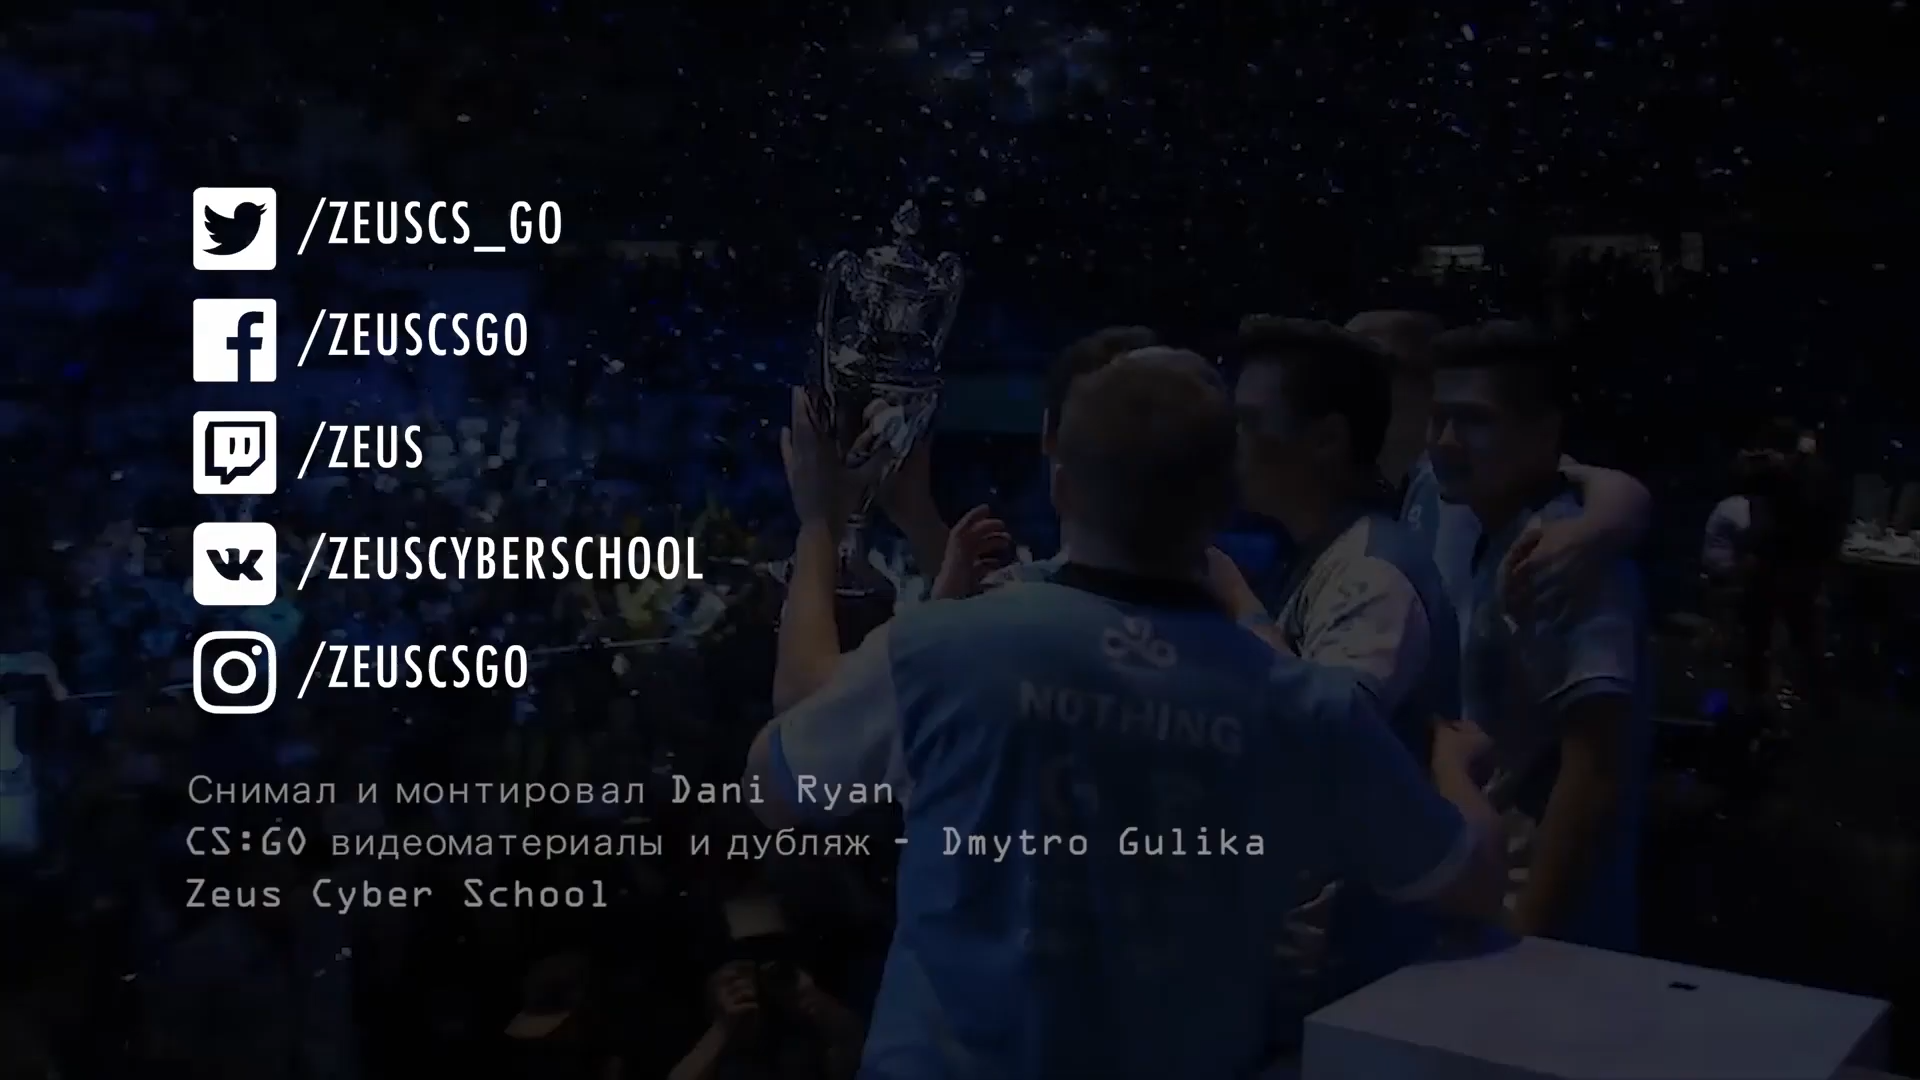 /ZEUSCS_GO
/ZEUSCSGO
/ZEUS
/ZEUSCYBERSCHOOL
/ZEUSCSGO
NOTHING
Снимал и монтировал Dani Ryan
CS:GO видеоматериалы и дубляж - Dmytro Gulika
Zeus Cyber School